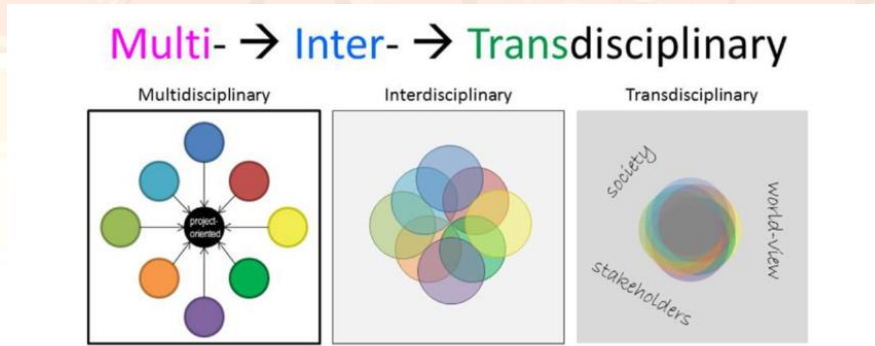 Multi- → Inter- → Transdisciplinary
Multidisciplinary
project-
oriented
Interdisciplinary
Transdisciplinary
society
world-view
stakeholders